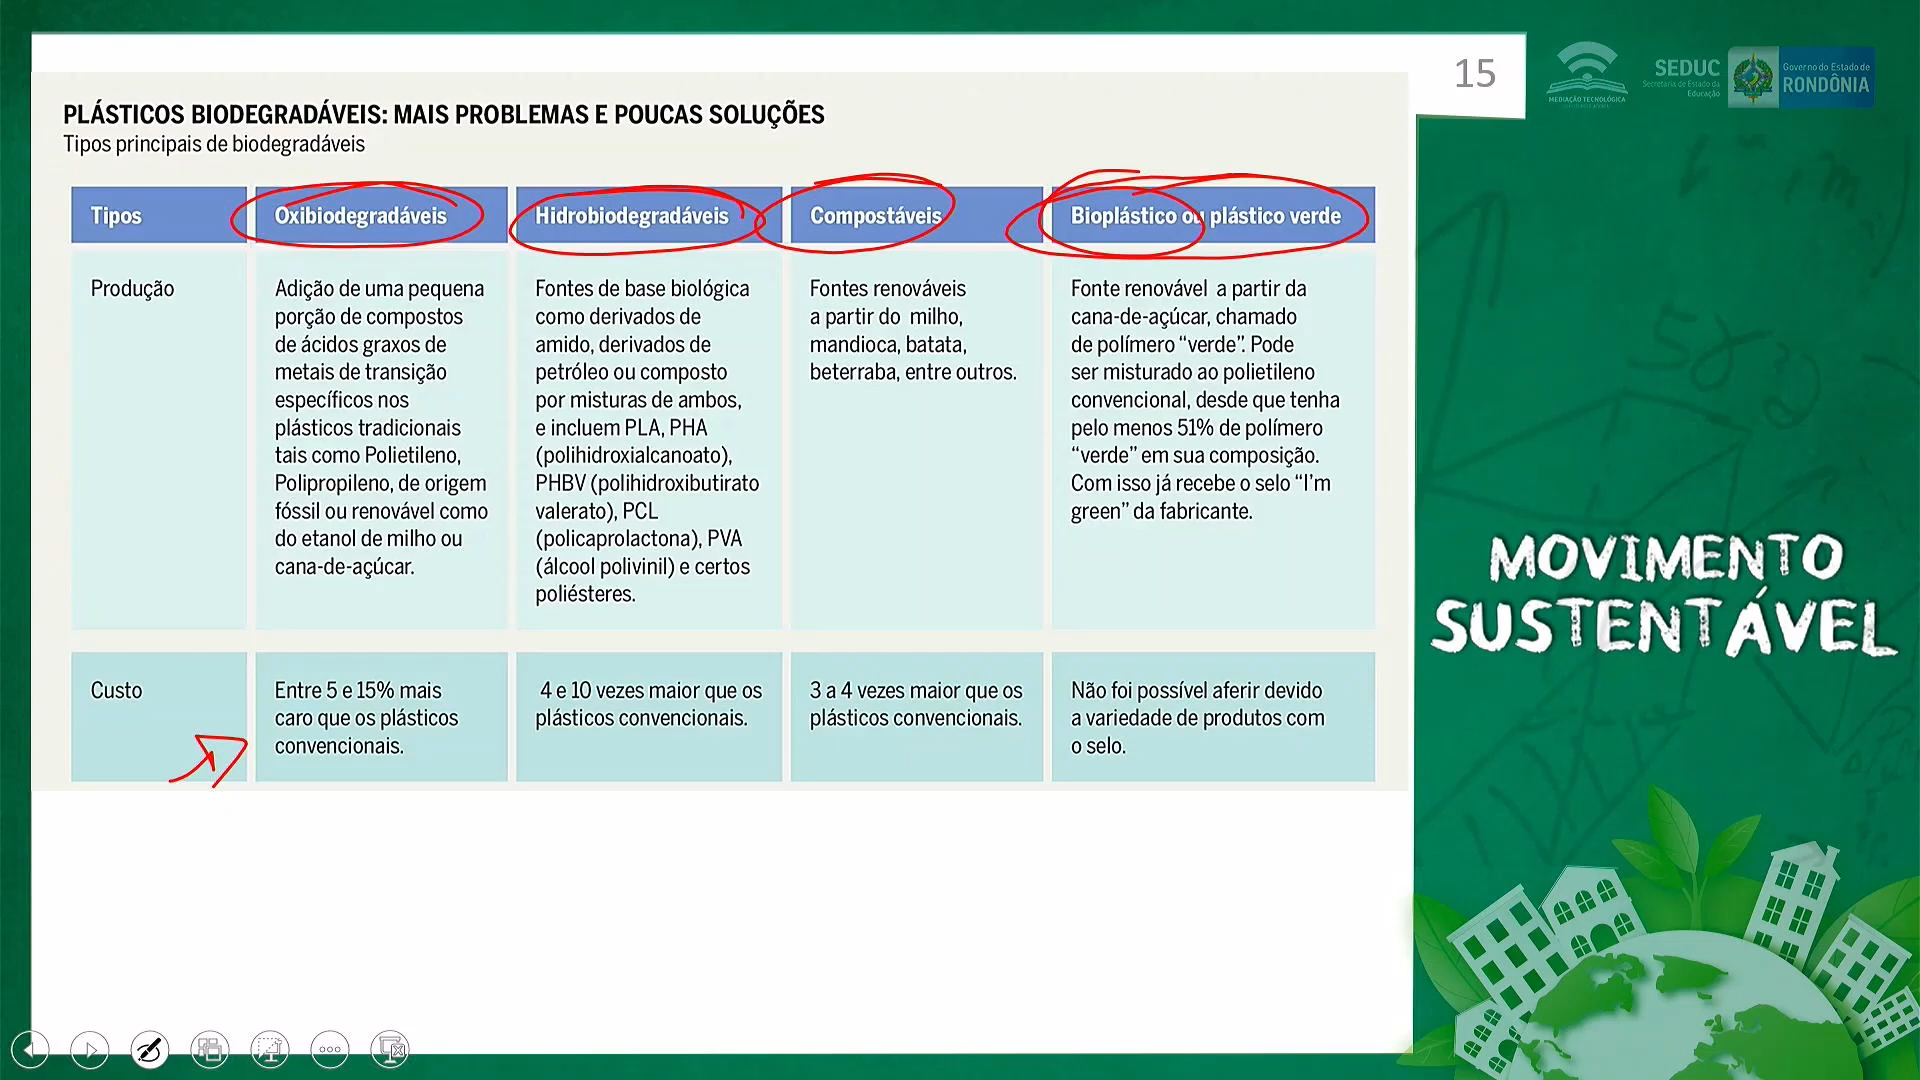 15
MEDIAÇÃO TECNOLÓGICA
SEDUC
Secretaria de Estado da
Educação
Governo do Estado de
RONDÔNIA
PLÁSTICOS BIODEGRADÁVEIS: MAIS PROBLEMAS E POUCAS SOLUÇÕES
Tipos principais de biodegradáveis
Tipos
Oxibiodegradáveis
Hidrobiodegradáveis
Compostáveis
Bioplástico ou plástico verde
Produção
Adição de uma pequena
porção de compostos
de ácidos graxos de
metais de transição
específicos nos
plásticos tradicionais
tais como Polietileno,
Polipropileno, de origem
fóssil ou renovável como
do etanol de milho ou
cana-de-açúcar.
Fontes de base biológica
como derivados de
amido, derivados de
petróleo ou composto
por misturas de ambos,
e incluem PLA, PHA
(polihidroxialcanoato),
PHBV (polihidroxibutirato
valerato), PCL
(policaprolactona), PVA
(álcool polivinil) e certos
poliésteres.
Fontes renováveis
a partir do milho,
mandioca, batata,
beterraba, entre outros.
Fonte renovável a partir da
cana-de-açúcar, chamado
de polímero “verde”. Pode
ser misturado ao polietileno
convencional, desde que tenha
pelo menos 51% de polímero
“verde” em sua composição.
Com isso já recebe o selo “I’m
green” da fabricante.
Custo
Entre 5 e 15% mais
caro que os plásticos
convencionais.
4 e 10 vezes maior que os
plásticos convencionais.
3 a 4 vezes maior que os
plásticos convencionais.
Não foi possível aferir devido
a variedade de produtos com
o selo.
MOVIMENTO
SUSTENTÁVEL